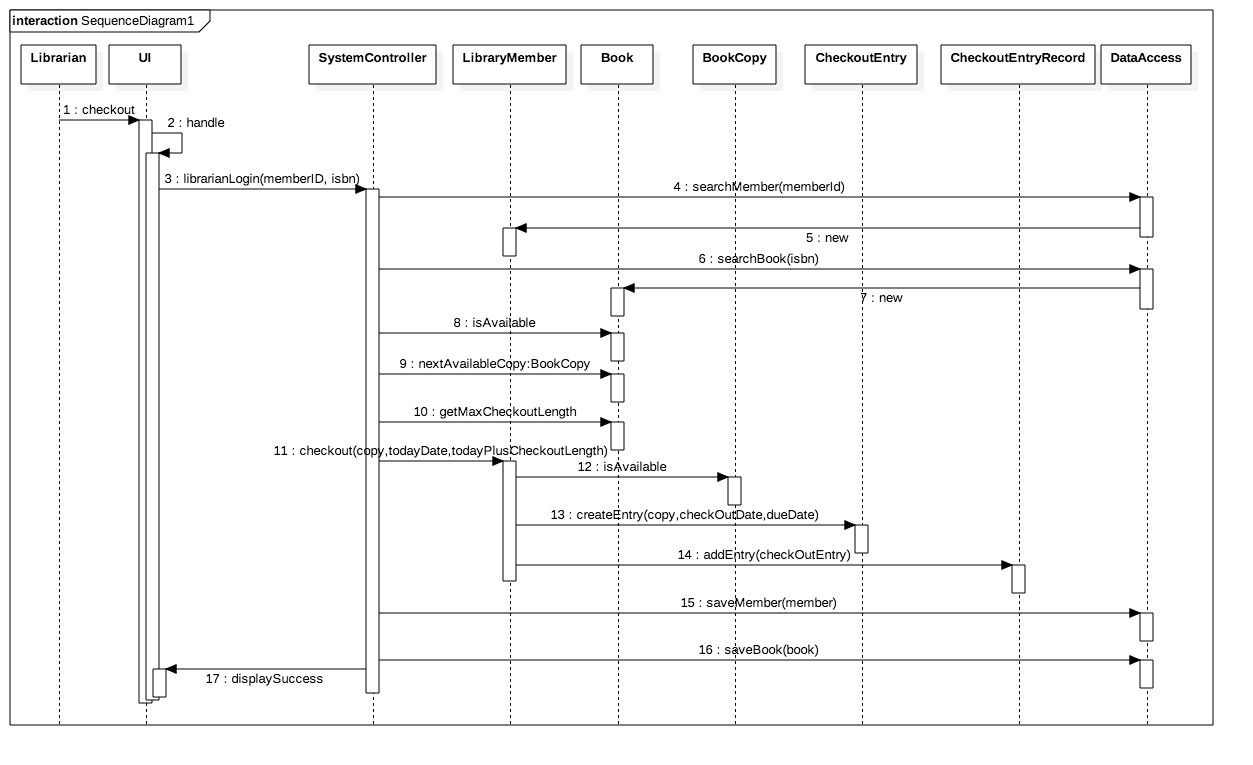 interaction SequenceDiagram1
Librarian
UI
SystemController
LibraryMember
Book
BookCopy
CheckoutEntry
CheckoutEntryRecord
DataAccess
1 : checkout
2 : handle
3 : librarianLogin(memberID, isbn)
4 : searchMember(memberId)
5 : new
6 : searchBook(isbn)
7 : new
8 : isAvailable
9 : nextAvailableCopy:BookCopy
10 : getMaxCheckoutLength
11 : checkout(copy,todayDate,todayPlusCheckoutLength)
12 : isAvailable
13 : createEntry(copy,checkOutDate,dueDate)
14 : addEntry(checkOutEntry)
15 : saveMember(member)
16 : saveBook(book)
17 : displaySuccess